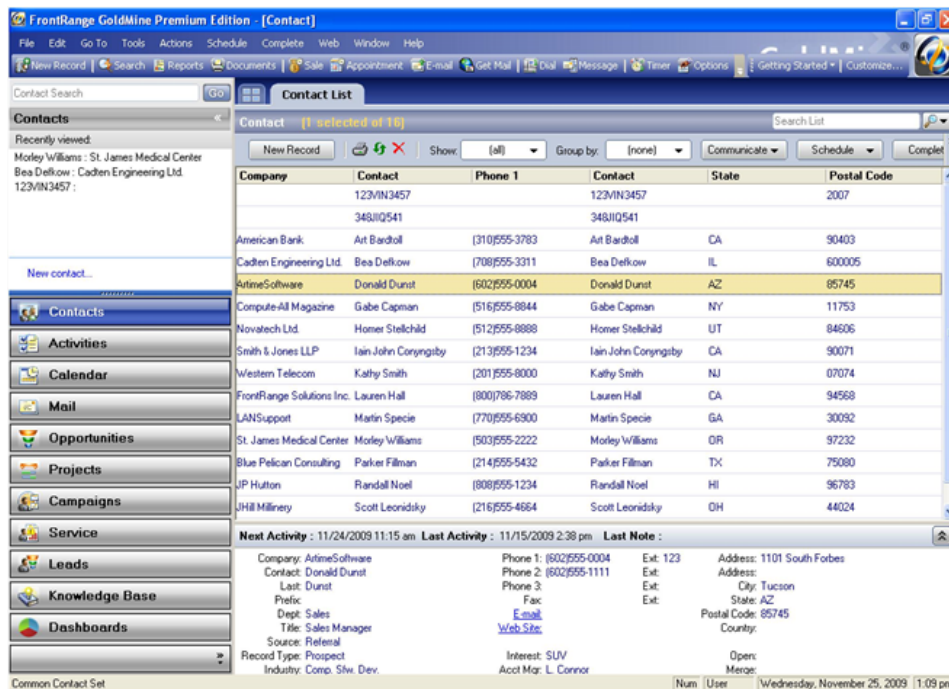 FrontRange GoldMine Premium Edition - [Contact]
File Edit Go To Tools Actions Schedule Complete Web Window Help
New Record Search Reports Documents Sale Appointment E-mail Get Mail Dial Message Timer Options Getting Started Customize...
Contact Search Go Contact List
Contacts
Contact [1 selected of 16] Search List
Recently viewed:
Morley Williams : St. James Medical Center
Bea Defkow : Cadten Engineering Ltd.
123VIN3457 :
New contact...
New Record Show: (all) Group by: (none) Communicate Schedule Complet
Company Contact Phone 1 Contact State Postal Code
123VIN3457 123VIN3457 2007
348JIQ541 348JIQ541
American Bank Art Bardtoll (310)555-3783 Art Bardtoll CA 90403
Cadten Engineering Ltd. Bea Defkow (708)555-3311 Bea Defkow IL 600005
ArtimeSoftware Donald Dunst (602)555-0004 Donald Dunst AZ 85745
Compute-All Magazine Gabe Capman (516)555-8844 Gabe Capman NY 11753
Novatech Ltd. Homer Stellchild (512)555-8888 Homer Stellchild UT 84606
Smith & Jones LLP Iain John Conyngsby (213)555-1234 Iain John Conyngsby CA 90071
Western Telecom Kathy Smith (201)555-8000 Kathy Smith NJ 07074
FrontRange Solutions Inc. Lauren Hall (800)786-7889 Lauren Hall CA 94568
LANSupport Martin Specie (770)555-6900 Martin Specie GA 30092
St. James Medical Center Morley Williams (503)555-2222 Morley Williams OR 97232
Blue Pelican Consulting Parker Fillman (214)555-5432 Parker Fillman TX 75080
JP Hutton Randall Noel (808)555-1234 Randall Noel HI 96783
JHill Millinery Scott Leonidsky (216)555-4664 Scott Leonidsky OH 44024
Contacts
Activities
Calendar
Mail
Opportunities
Projects
Campaigns
Service
Leads
Knowledge Base
Dashboards
Next Activity : 11/24/2009 11:15 am Last Activity : 11/15/2009 2:38 pm Last Note :
Company: ArtimeSoftware Phone 1: (602)555-0004 Ext: 123 Address: 1101 South Forbes
Contact: Donald Dunst Phone 2: (602)555-1111 Ext: Address:
Last: Dunst Phone 3: Ext: City: Tucson
Prefix: Fax: Ext: State: AZ
Dept: Sales E-mail: Postal Code: 85745
Title: Sales Manager Web Site: Country:
Source: Referral
Record Type: Prospect Interest: SUV Open:
Industry: Comp. Sfw. Dev. Acct Mgr: L. Connor Merge:
Common Contact Set Num User Wednesday, November 25, 2009 1:09 pm